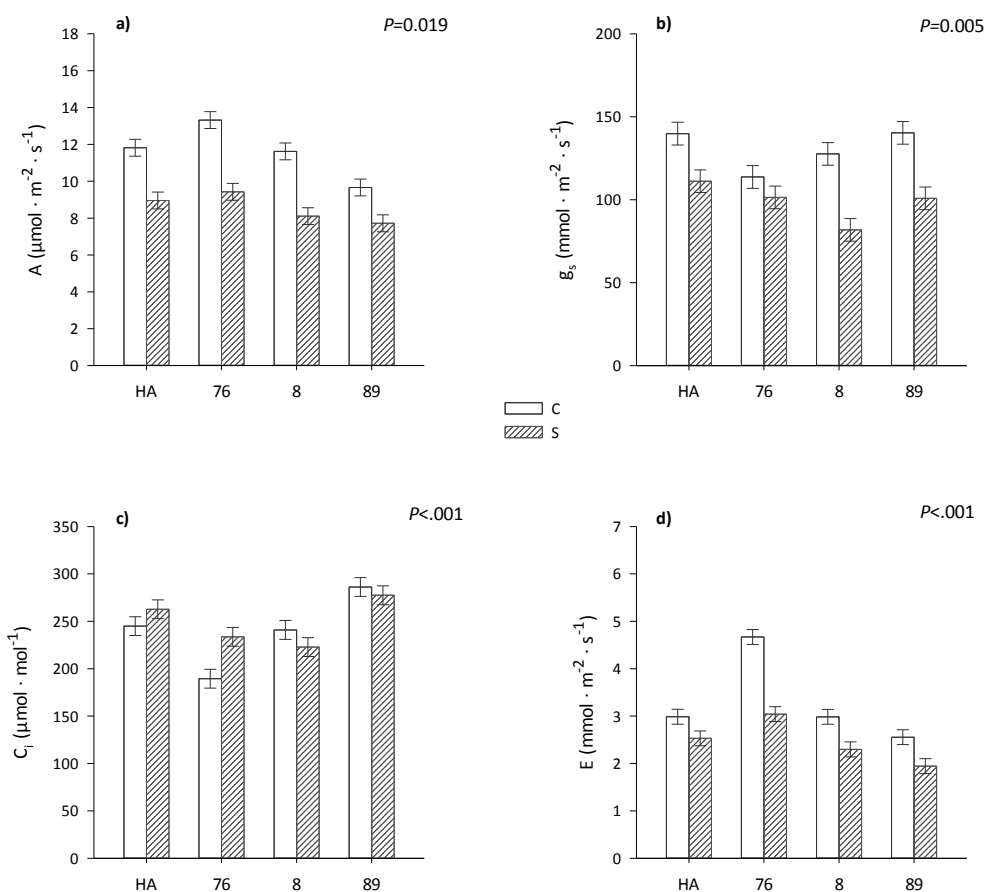 a)
P=0.019
18
16
14
12
10
8
6
4
2
0
A (µmol · m⁻² · s⁻¹)
HA 76 8 89
b)
P=0.005
200
150
100
50
0
gₛ (mmol · m⁻² · s⁻¹)
HA 76 8 89
C
S
c)
P<.001
350
300
250
200
150
100
50
0
Cᵢ (µmol · mol⁻¹)
HA 76 8 89
d)
P<.001
7
6
5
4
3
2
1
0
E (mmol · m⁻² · s⁻¹)
HA 76 8 89